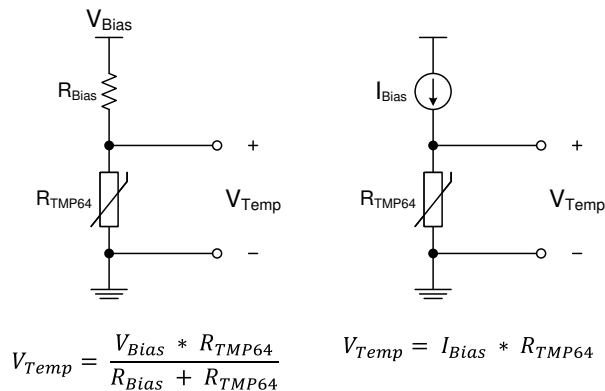 V_Bias
R_Bias
+
R_TMP64
V_Temp
−
V_Temp = V_Bias * R_TMP64 / R_Bias + R_TMP64
I_Bias
+
R_TMP64
V_Temp
−
V_Temp = I_Bias * R_TMP64